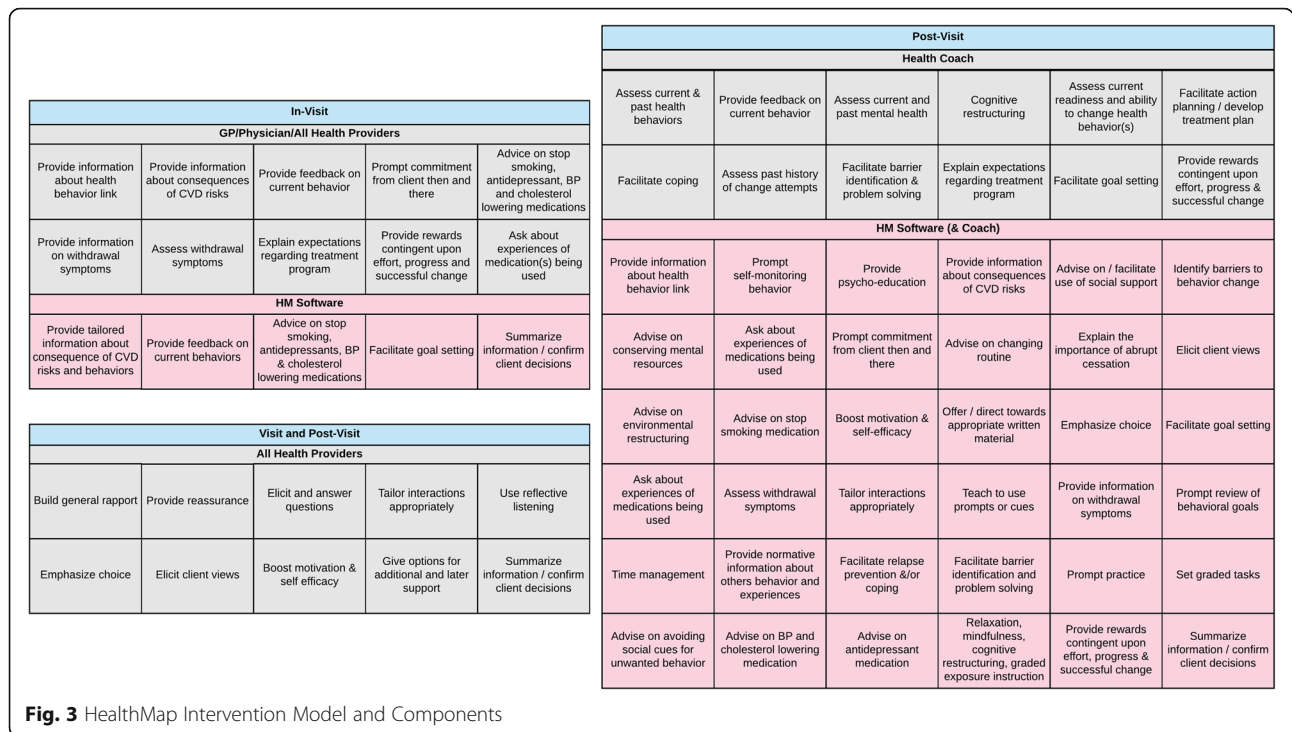 In-Visit
GP/Physician/All Health Providers
Provide information
about health
behavior link
Provide information
about consequences
of CVD risks
Provide feedback on
current behavior
Prompt commitment
from client then and
there
Advice on stop
smoking,
antidepressant, BP
and cholesterol
lowering medications
Provide information
on withdrawal
symptoms
Assess withdrawal
symptoms
Explain expectations
regarding treatment
program
Provide rewards
contingent upon
effort, progress and
successful change
Ask about
experiences of
medication(s) being
used
HM Software
Provide tailored
information about
consequence of CVD
risks and behaviors
Provide feedback on
current behaviors
Advice on stop
smoking,
antidepressants, BP
& cholesterol
lowering medications
Facilitate goal setting
Summarize
information / confirm
client decisions
Visit and Post-Visit
All Health Providers
Build general rapport
Provide reassurance
Elicit and answer
questions
Tailor interactions
appropriately
Use reflective
listening
Emphasize choice
Elicit client views
Boost motivation &
self efficacy
Give options for
additional and later
support
Summarize
information / confirm
client decisions
Post-Visit
Health Coach
Assess current &
past health
behaviors
Provide feedback on
current behavior
Assess current and
past mental health
Cognitive
restructuring
Assess current
readiness and ability
to change health
behavior(s)
Facilitate action
planning / develop
treatment plan
Facilitate coping
Assess past history
of change attempts
Facilitate barrier
identification &
problem solving
Explain expectations
regarding treatment
program
Facilitate goal setting
Provide rewards
contingent upon
effort, progress &
successful change
HM Software (& Coach)
Provide information
about health
behavior link
Prompt
self-monitoring
behavior
Provide
psycho-education
Provide information
about consequences
of CVD risks
Advise on / facilitate
use of social support
Identify barriers to
behavior change
Advise on
conserving mental
resources
Ask about
experiences of
medications being
used
Prompt commitment
from client then and
there
Advise on changing
routine
Explain the
importance of abrupt
cessation
Elicit client views
Advise on
environmental
restructuring
Advise on stop
smoking medication
Boost motivation &
self-efficacy
Offer / direct towards
appropriate written
material
Emphasize choice
Facilitate goal setting
Ask about
experiences of
medications being
used
Assess withdrawal
symptoms
Tailor interactions
appropriately
Teach to use
prompts or cues
Provide information
on withdrawal
symptoms
Prompt review of
behavioral goals
Time management
Provide normative
information about
others behavior and
experiences
Facilitate relapse
prevention &/or
coping
Facilitate barrier
identification and
problem solving
Prompt practice
Set graded tasks
Advise on avoiding
social cues for
unwanted behavior
Advise on BP and
cholesterol lowering
medication
Advise on
antidepressant
medication
Relaxation,
mindfulness,
cognitive
restructuring, graded
exposure instruction
Provide rewards
contingent upon
effort, progress &
successful change
Summarize
information / confirm
client decisions
Fig. 3 HealthMap Intervention Model and Components